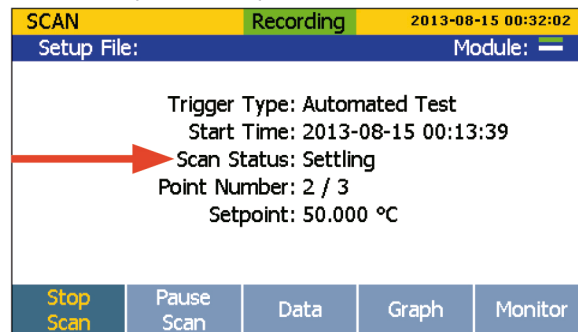 SCAN Recording 2013-08-15 00:32:02
Setup File: Module:
Trigger Type: Automated Test
Start Time: 2013-08-15 00:13:39
Scan Status: Settling
Point Number: 2 / 3
Setpoint: 50.000 °C
Stop Scan
Pause Scan
Data
Graph
Monitor